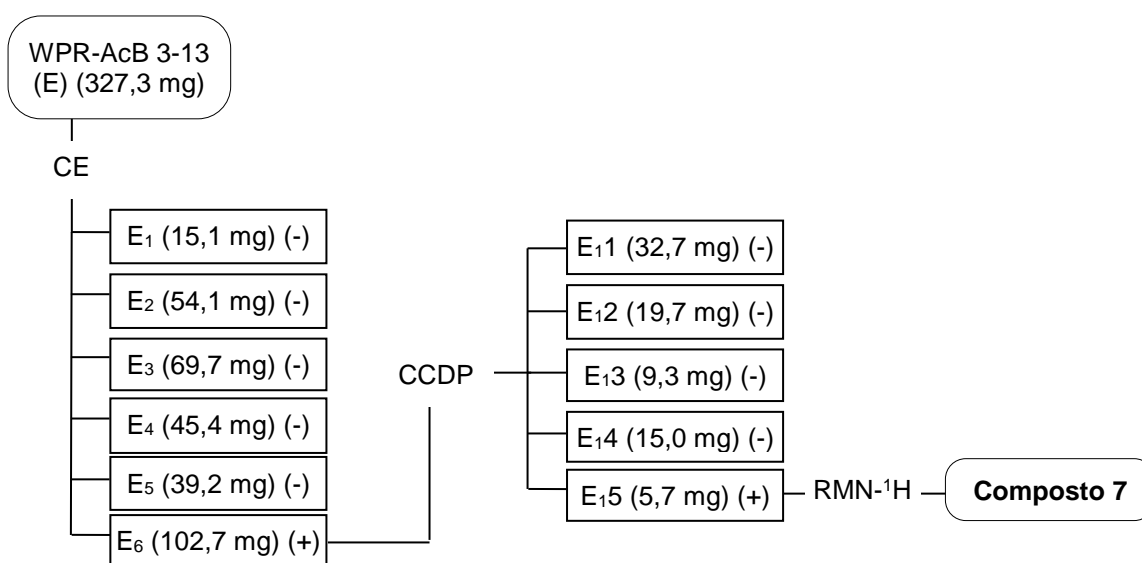 WPR-AcB 3-13
(E) (327,3 mg)
CE
E₁ (15,1 mg) (-)
E₂ (54,1 mg) (-)
E₃ (69,7 mg) (-)
E₄ (45,4 mg) (-)
E₅ (39,2 mg) (-)
E₆ (102,7 mg) (+)
CCDP
E₁1 (32,7 mg) (-)
E₁2 (19,7 mg) (-)
E₁3 (9,3 mg) (-)
E₁4 (15,0 mg) (-)
E₁5 (5,7 mg) (+)
RMN-¹H
Composto 7